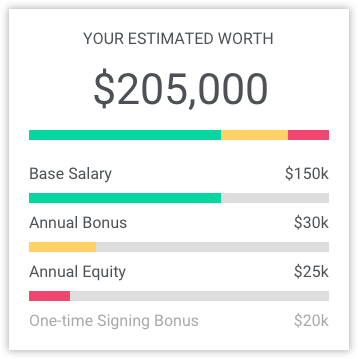 YOUR ESTIMATED WORTH
$205,000
Base Salary $150k
Annual Bonus $30k
Annual Equity $25k
One-time Signing Bonus $20k